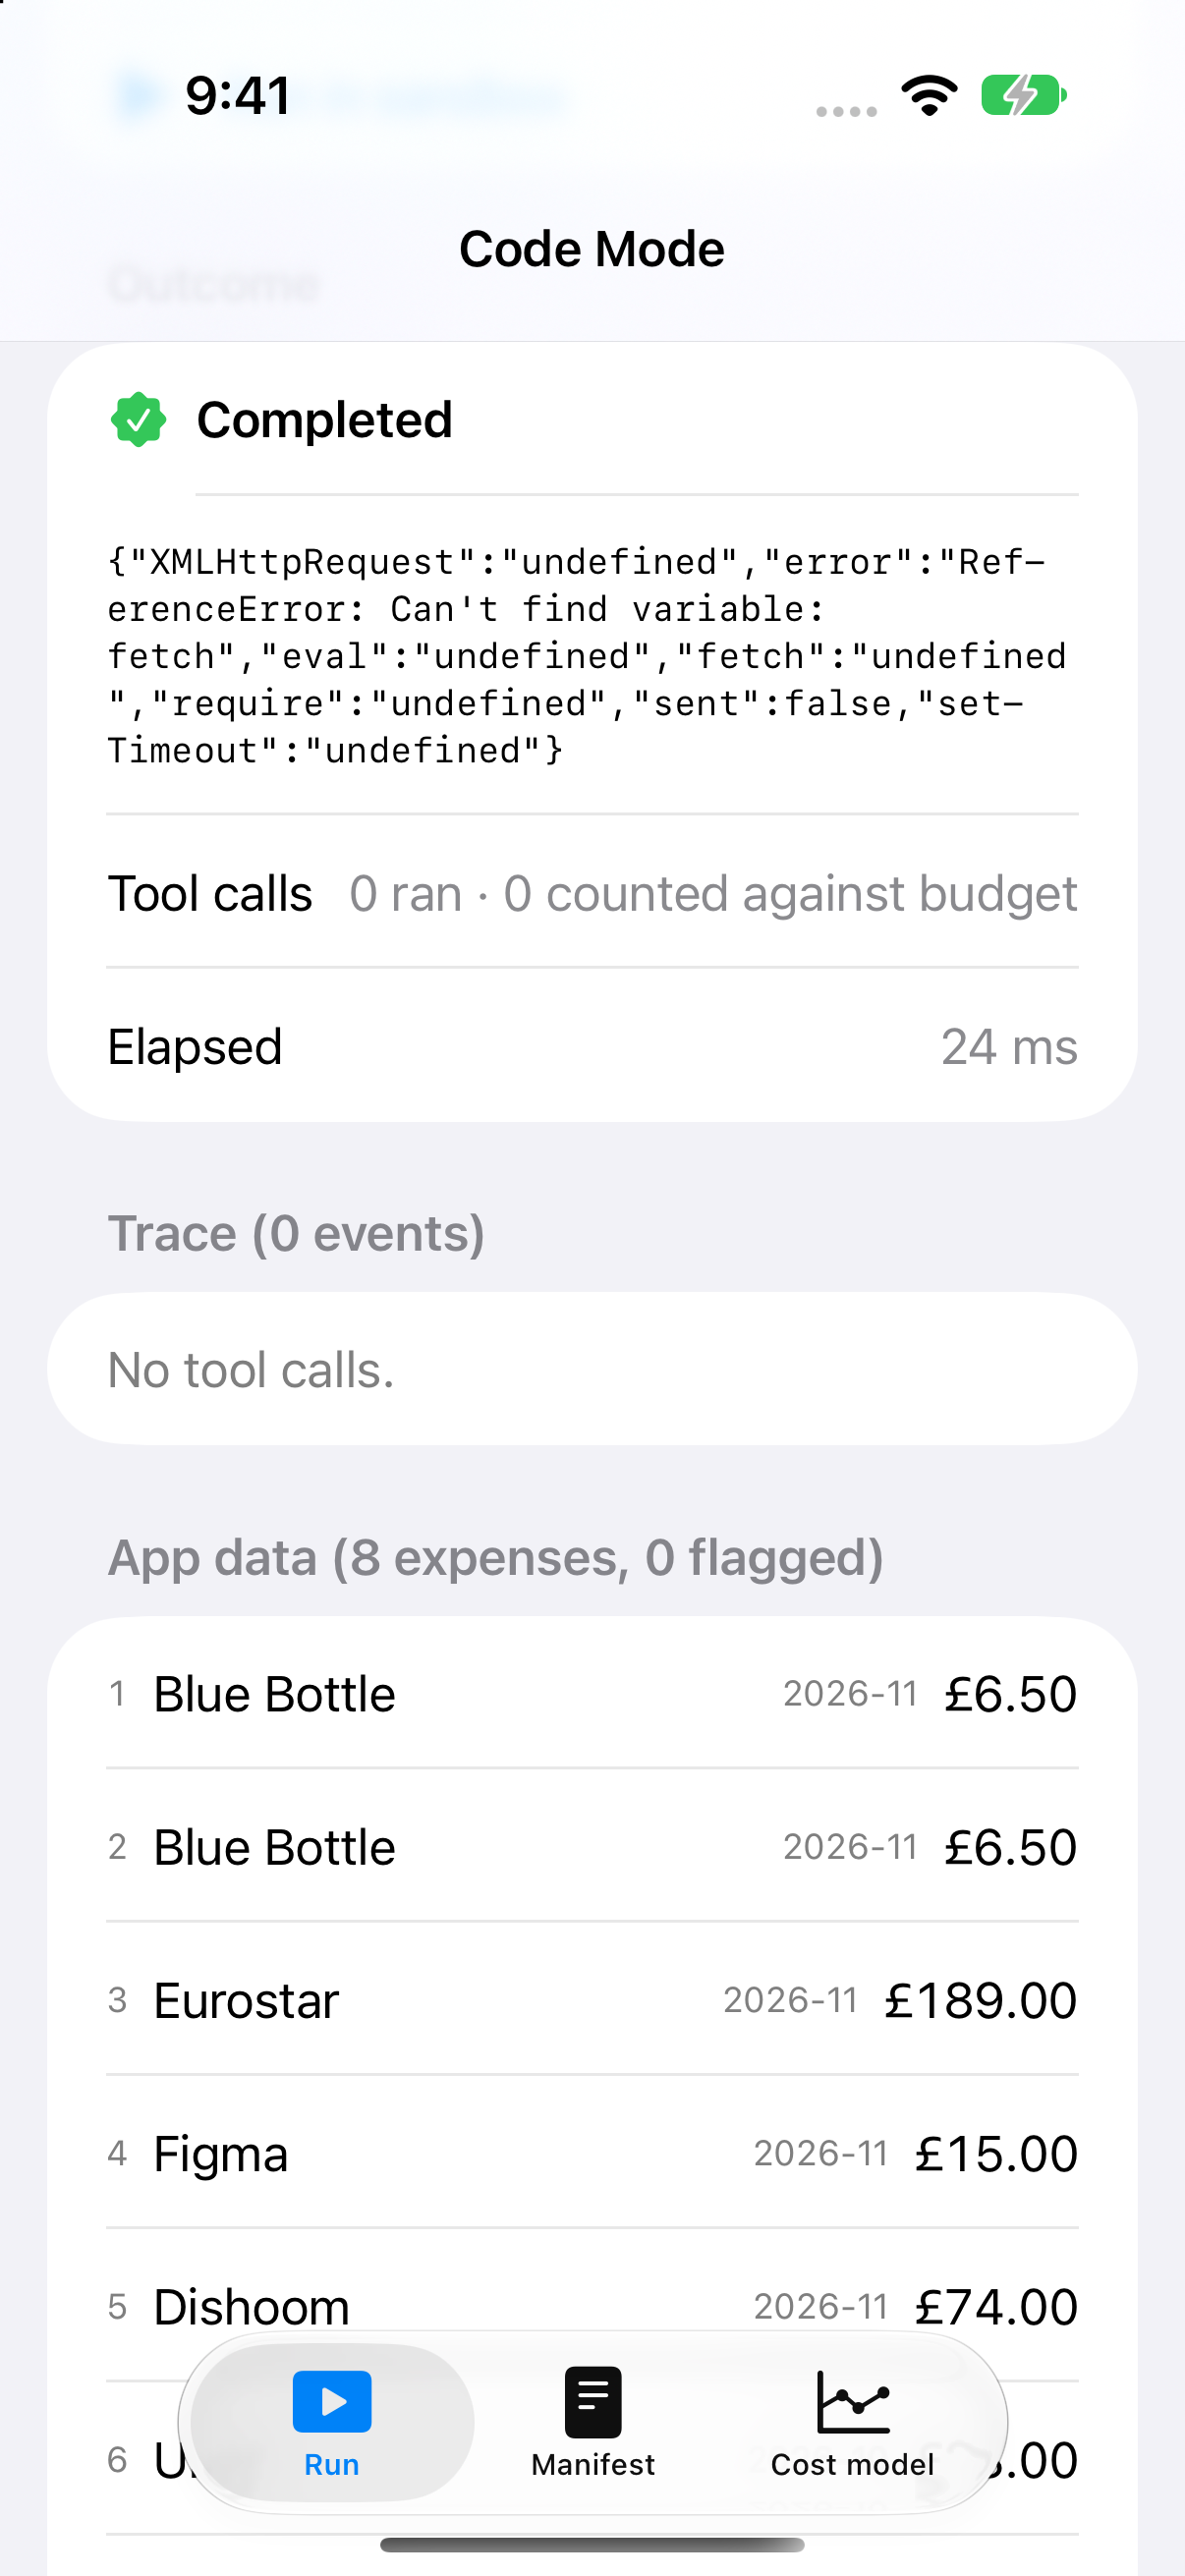 9:41
Code Mode
Outcome
Completed
{"XMLHttpRequest":"undefined","error":"Ref-
erenceError: Can't find variable:
fetch","eval":"undefined","fetch":"undefined
","require":"undefined","sent":false,"set-
Timeout":"undefined"}
Tool calls 0 ran · 0 counted against budget
Elapsed 24 ms
Trace (0 events)
No tool calls.
App data (8 expenses, 0 flagged)
1 Blue Bottle 2026-11 £6.50
2 Blue Bottle 2026-11 £6.50
3 Eurostar 2026-11 £189.00
4 Figma 2026-11 £15.00
5 Dishoom 2026-11 £74.00
6
Run Manifest Cost model